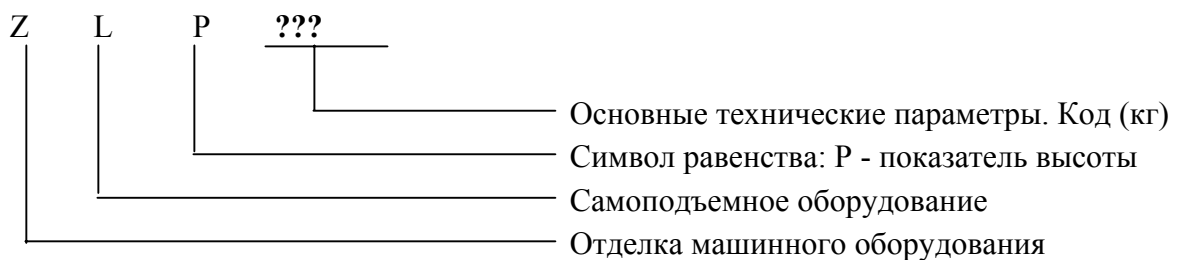 Z L P ???
Основные технические параметры. Код (кг)
Символ равенства: P - показатель высоты
Самоподъемное оборудование
Отделка машинного оборудования